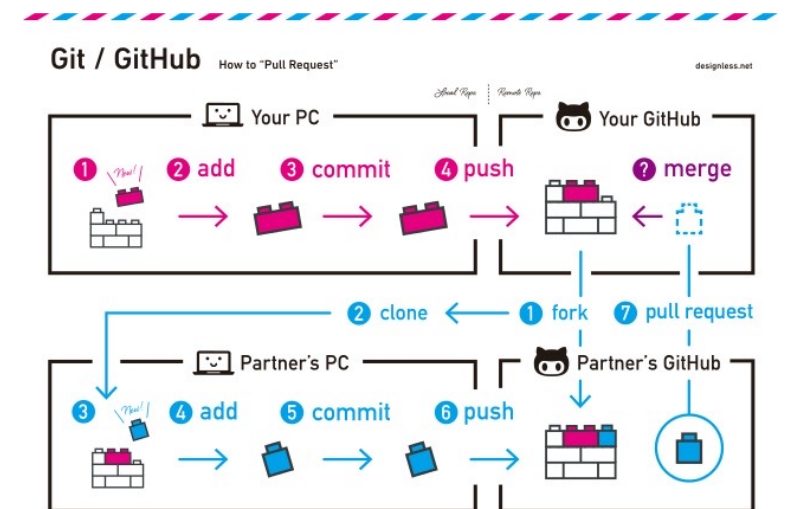 Git / GitHub How to "Pull Request"
designless.net
Local Repo Remote Repo
Your PC
Your GitHub
1 New! 2 add 3 commit 4 push ? merge
2 clone 1 fork 7 pull request
Partner's PC
Partner's GitHub
3 New! 4 add 5 commit 6 push